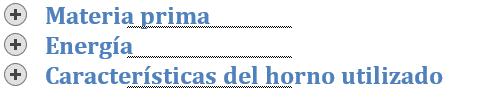 Materia prima
Energía
Características del horno utilizado